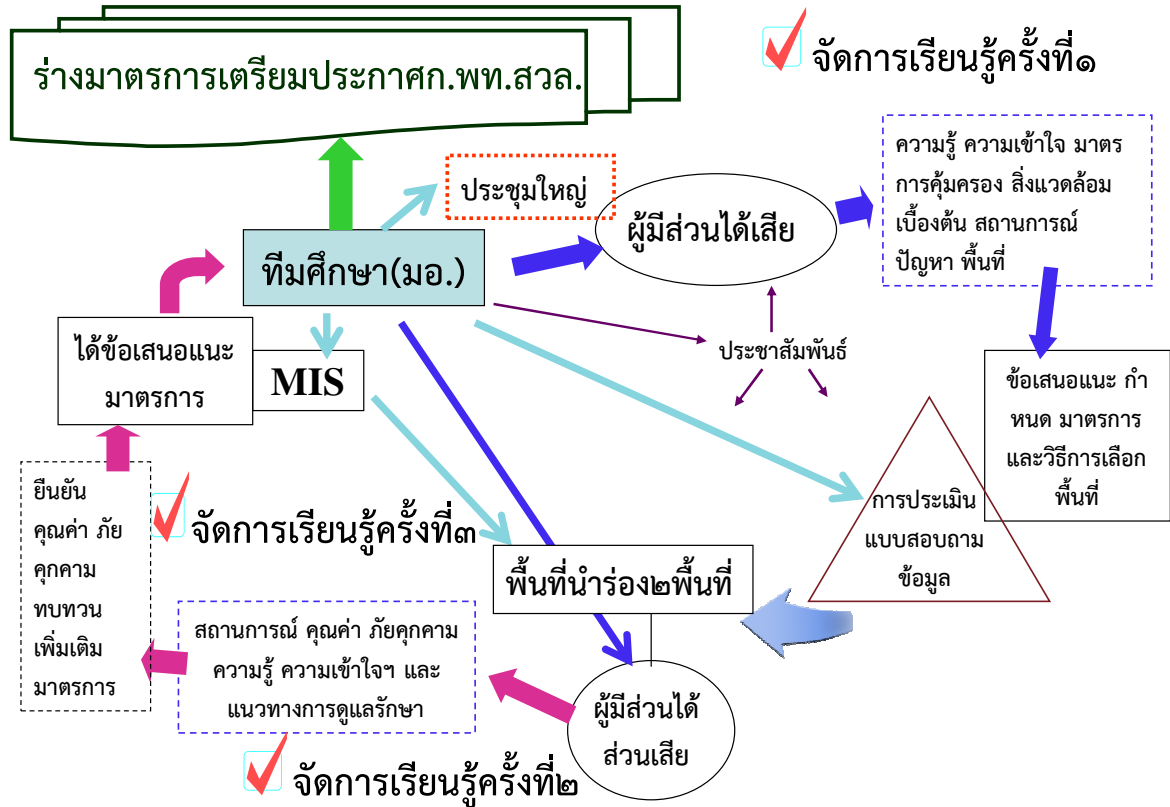 ร่างมาตรการเตรียมประกาศก.พท.สวล.
จัดการเรียนรู้ครั้งที่๑
ประชุมใหญ่
ผู้มีส่วนได้เสีย
ความรู้ ความเข้าใจ มาตร
การคุ้มครอง สิ่งแวดล้อม
เบื้องต้น สถานการณ์
ปัญหา พื้นที่
ทีมศึกษา(มอ.)
ได้ข้อเสนอแนะ
มาตรการ
MIS
ประชาสัมพันธ์
ข้อเสนอแนะ กำ
หนด มาตรการ
และวิธีการเลือก
พื้นที่
การประเมิน
แบบสอบถาม
ข้อมูล
ยืนยัน
คุณค่า ภัย
คุกคาม
ทบทวน
เพิ่มเติม
มาตรการ
จัดการเรียนรู้ครั้งที่๓
พื้นที่นำร่อง๒พื้นที่
สถานการณ์ คุณค่า ภัยคุกคาม
ความรู้ ความเข้าใจฯ และ
แนวทางการดูแลรักษา
ผู้มีส่วนได้
ส่วนเสีย
จัดการเรียนรู้ครั้งที่๒